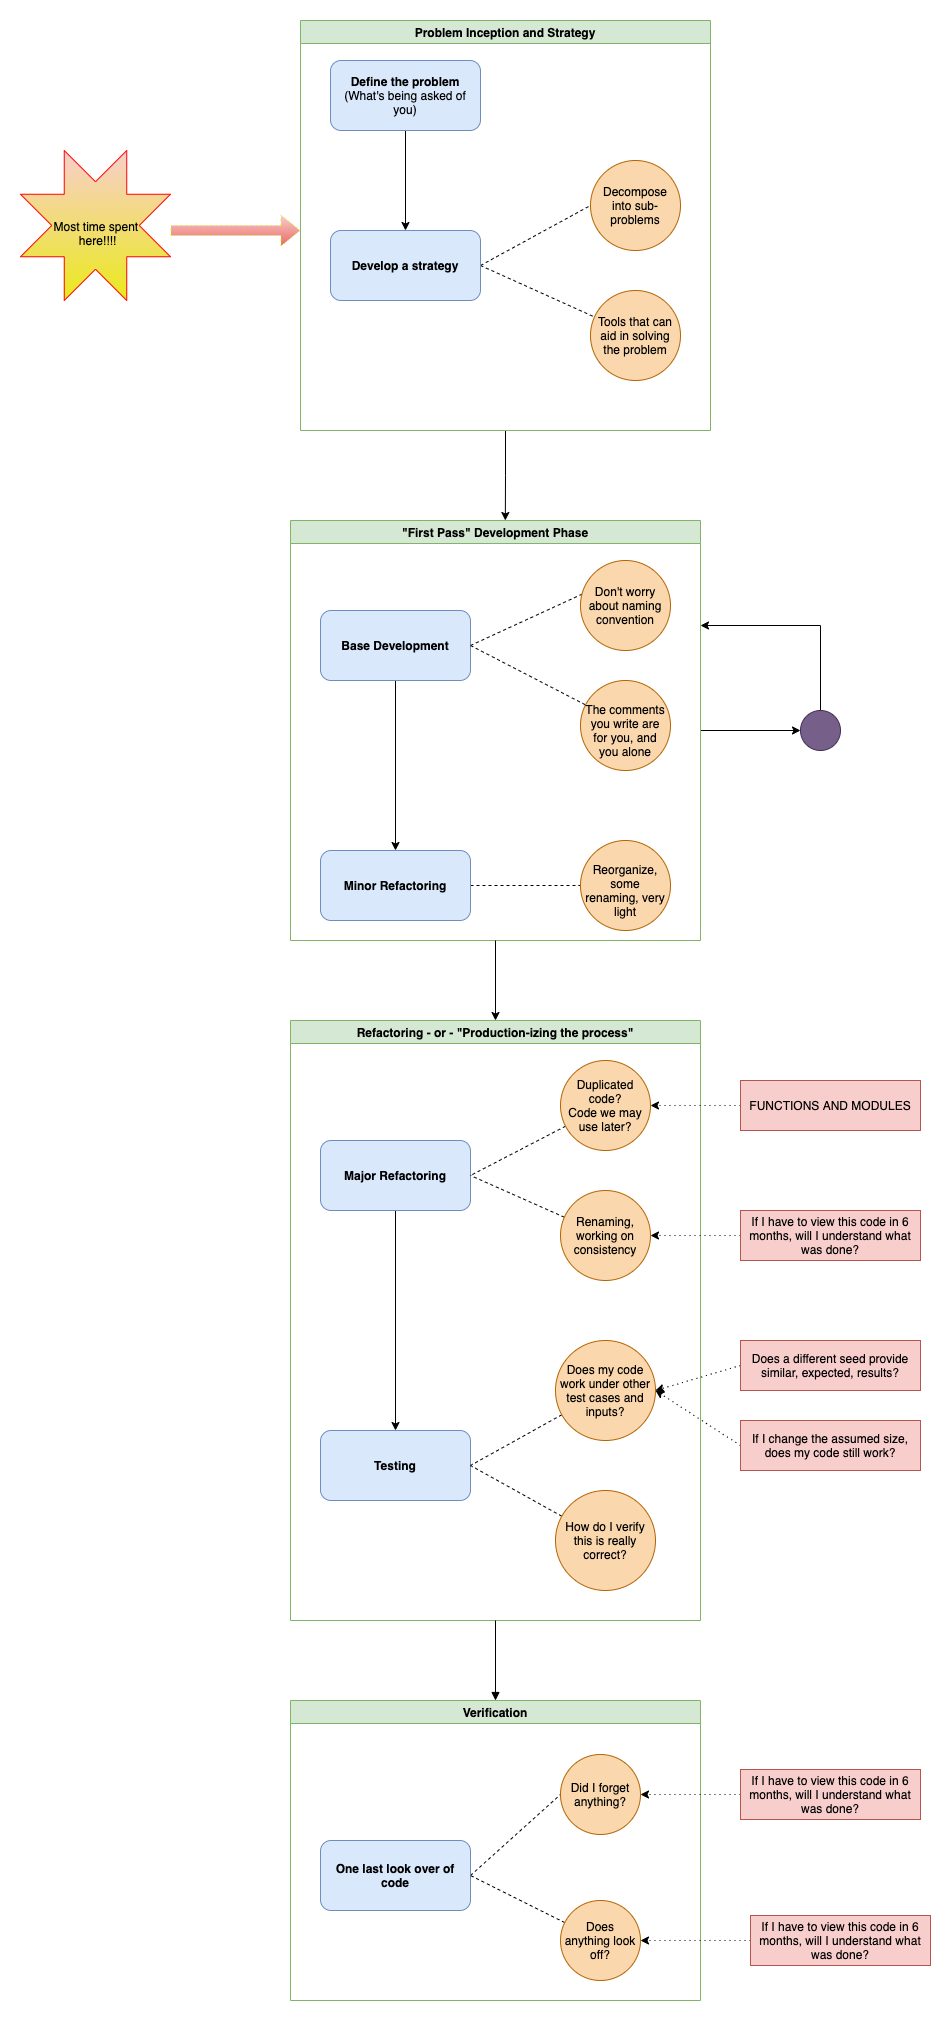 Problem Inception and Strategy
Define the problem
(What's being asked of
you)
Most time spent
here!!!!
Decompose
into sub-
problems
Develop a strategy
Tools that can
aid in solving
the problem
"First Pass" Development Phase
Don't worry
about naming
convention
Base Development
The comments
you write are
for you, and
you alone
Minor Refactoring
Reorganize,
some
renaming, very
light
Refactoring - or - "Production-izing the process"
Duplicated
code?
Code we may
use later?
FUNCTIONS AND MODULES
Major Refactoring
Renaming,
working on
consistency
If I have to view this code in 6
months, will I understand what
was done?
Does my code
work under other
test cases and
inputs?
Does a different seed provide
similar, expected, results?
If I change the assumed size,
does my code still work?
Testing
How do I verify
this is really
correct?
Verification
Did I forget
anything?
If I have to view this code in 6
months, will I understand what
was done?
One last look over of
code
Does
anything look
off?
If I have to view this code in 6
months, will I understand what
was done?